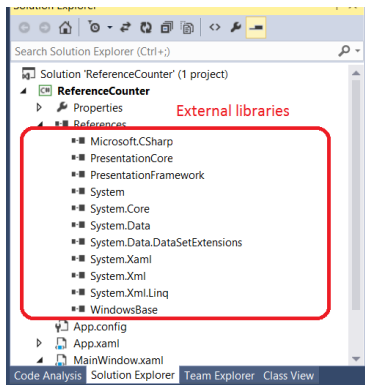 Solution Explorer
Search Solution Explorer (Ctrl+;)
Solution 'ReferenceCounter' (1 project)
C# ReferenceCounter
Properties
External libraries
References
Microsoft.CSharp
PresentationCore
PresentationFramework
System
System.Core
System.Data
System.Data.DataSetExtensions
System.Xaml
System.Xml
System.Xml.Linq
WindowsBase
App.config
App.xaml
MainWindow.xaml
Code Analysis Solution Explorer Team Explorer Class View